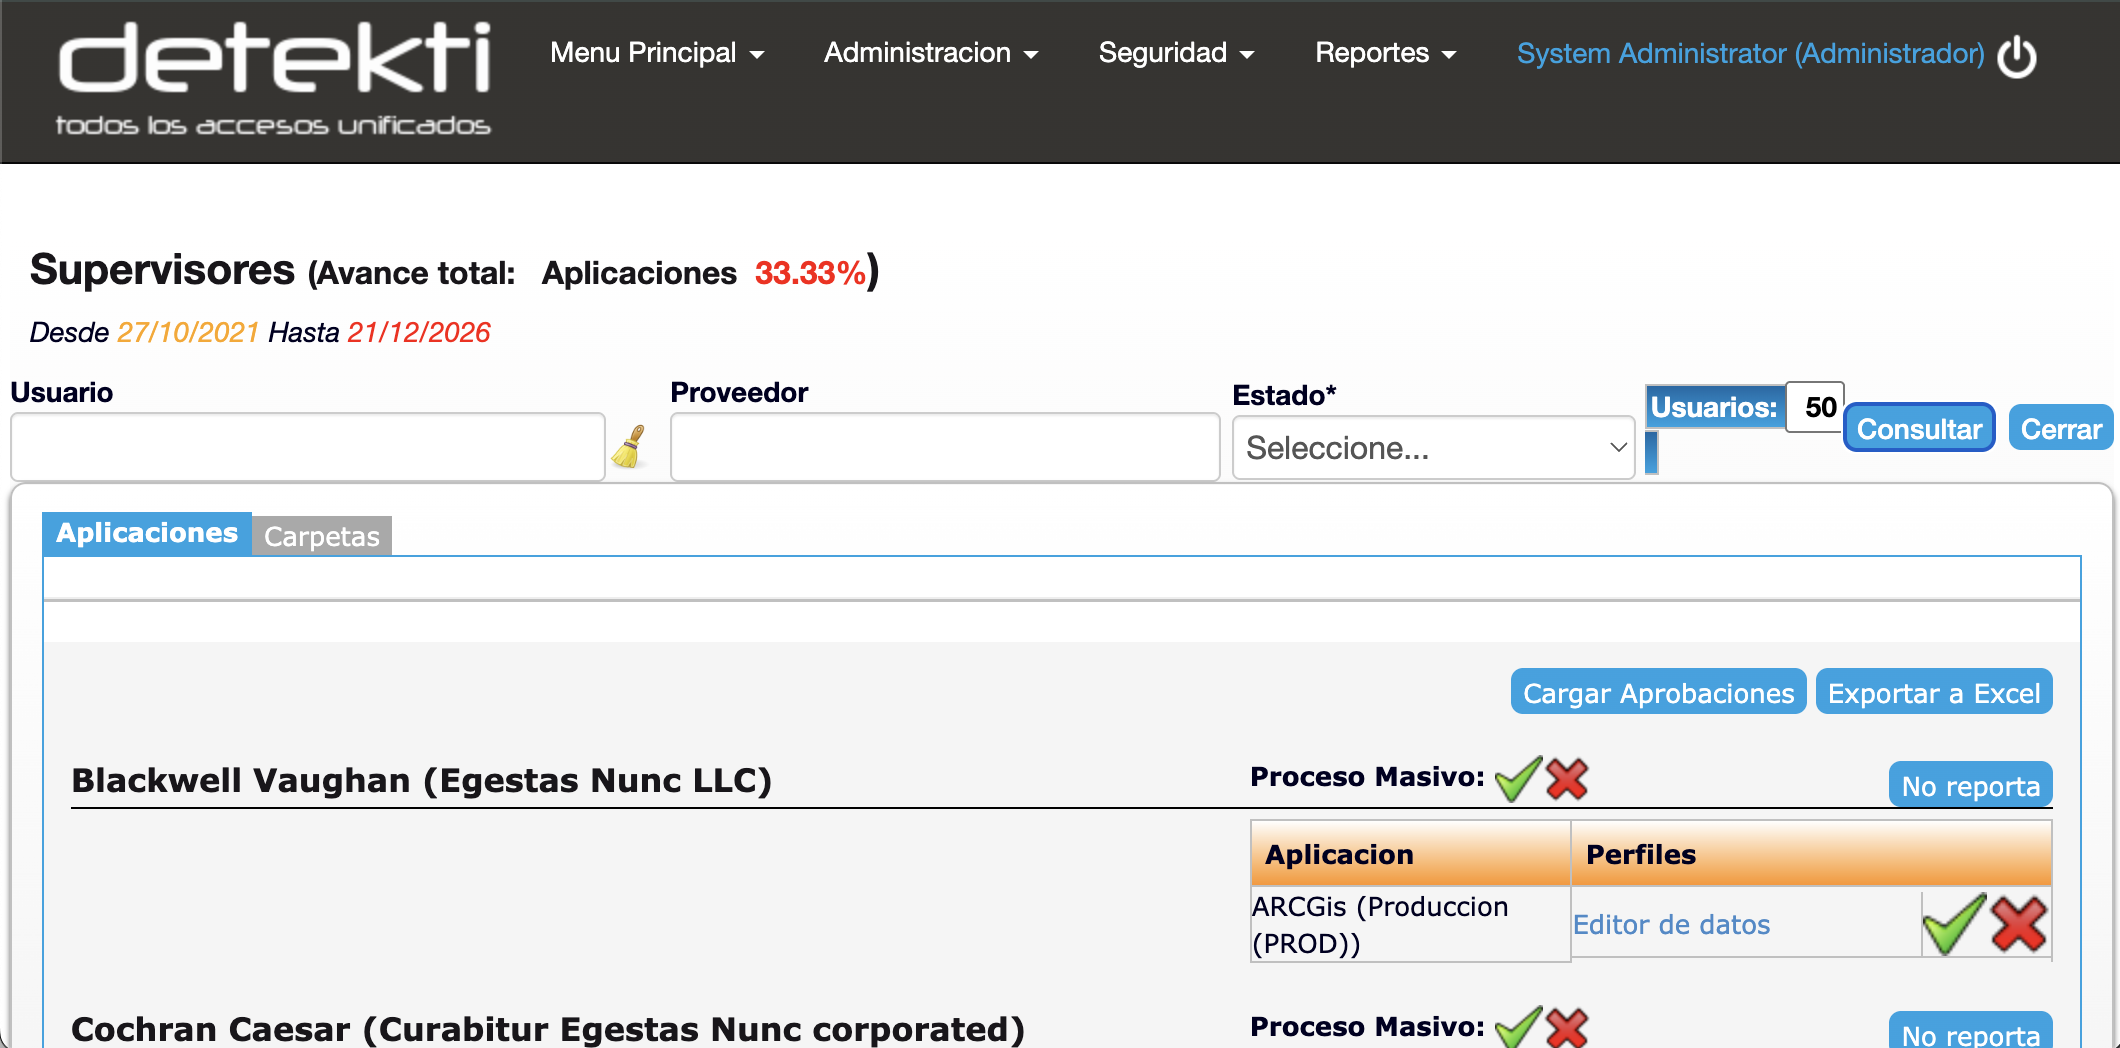 detekti
todos los accesos unificados
Menu Principal Administracion Seguridad Reportes System Administrator (Administrador)
Supervisores (Avance total: Aplicaciones 33.33%)
Desde 27/10/2021 Hasta 21/12/2026
Usuario Proveedor Estado* Usuarios: 50
Seleccione... Consultar Cerrar
Aplicaciones Carpetas
Cargar Aprobaciones Exportar a Excel
Blackwell Vaughan (Egestas Nunc LLC) Proceso Masivo: No reporta
Aplicacion Perfiles
ARCGis (Produccion
(PROD)) Editor de datos
Cochran Caesar (Curabitur Egestas Nunc corporated) Proceso Masivo: No reporta